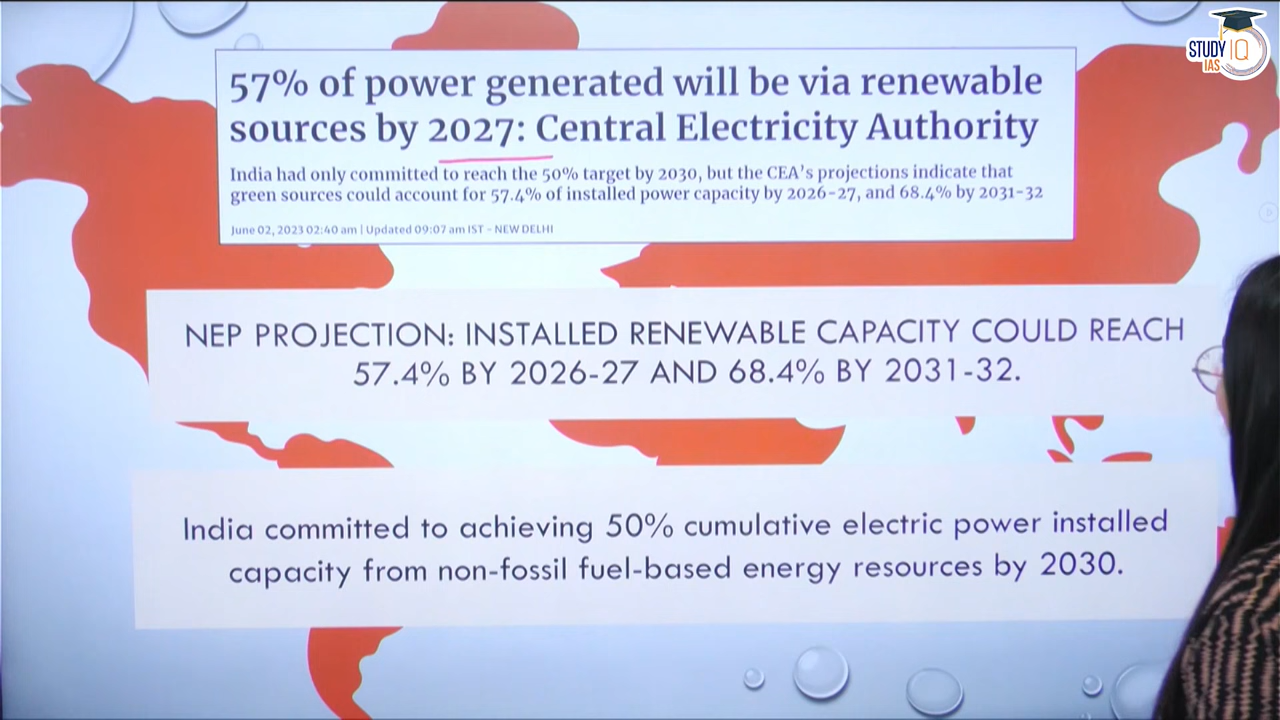 STUDY IQ
IAS
57% of power generated will be via renewable
sources by 2027: Central Electricity Authority
India had only committed to reach the 50% target by 2030, but the CEA's projections indicate that
green sources could account for 57.4% of installed power capacity by 2026-27, and 68.4% by 2031-32
June 02, 2023 02:40 am | Updated 09:07 am IST - NEW DELHI
NEP PROJECTION: INSTALLED RENEWABLE CAPACITY COULD REACH
57.4% BY 2026-27 AND 68.4% BY 2031-32.
India committed to achieving 50% cumulative electric power installed
capacity from non-fossil fuel-based energy resources by 2030.